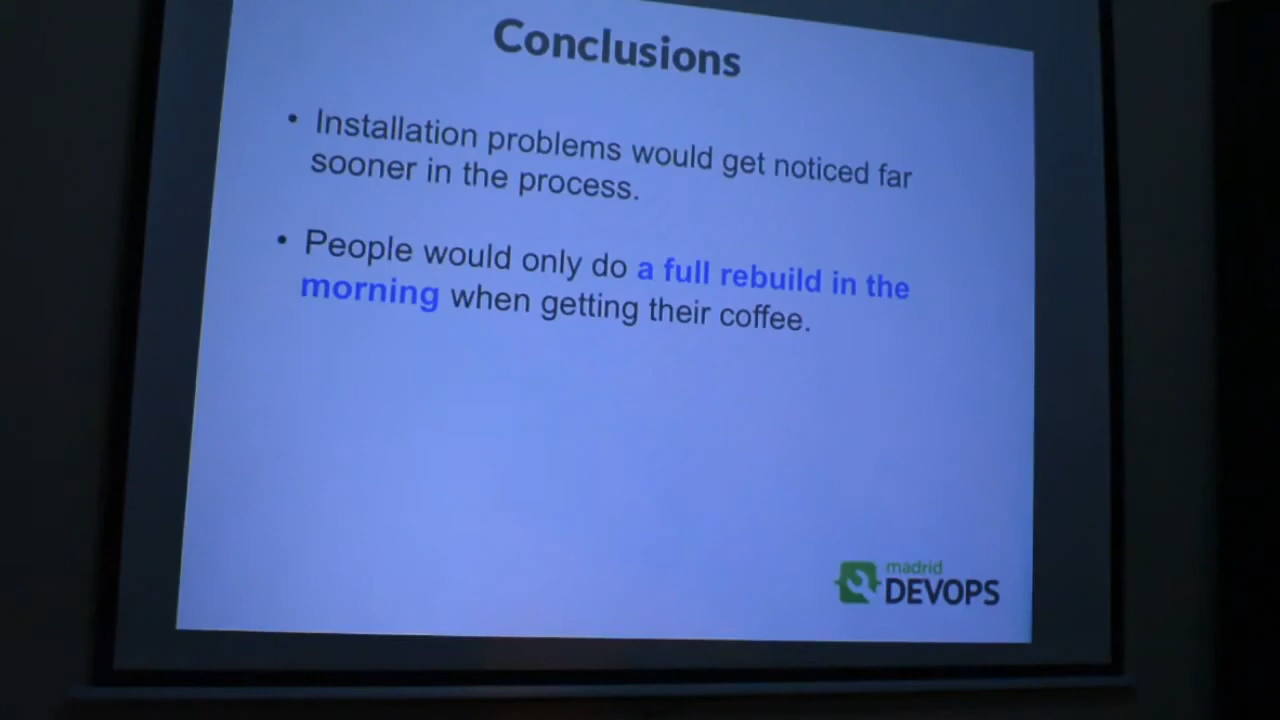 Conclusions
• Installation problems would get noticed far
sooner in the process.
• People would only do a full rebuild in the
morning when getting their coffee.
madrid
DEVOPS